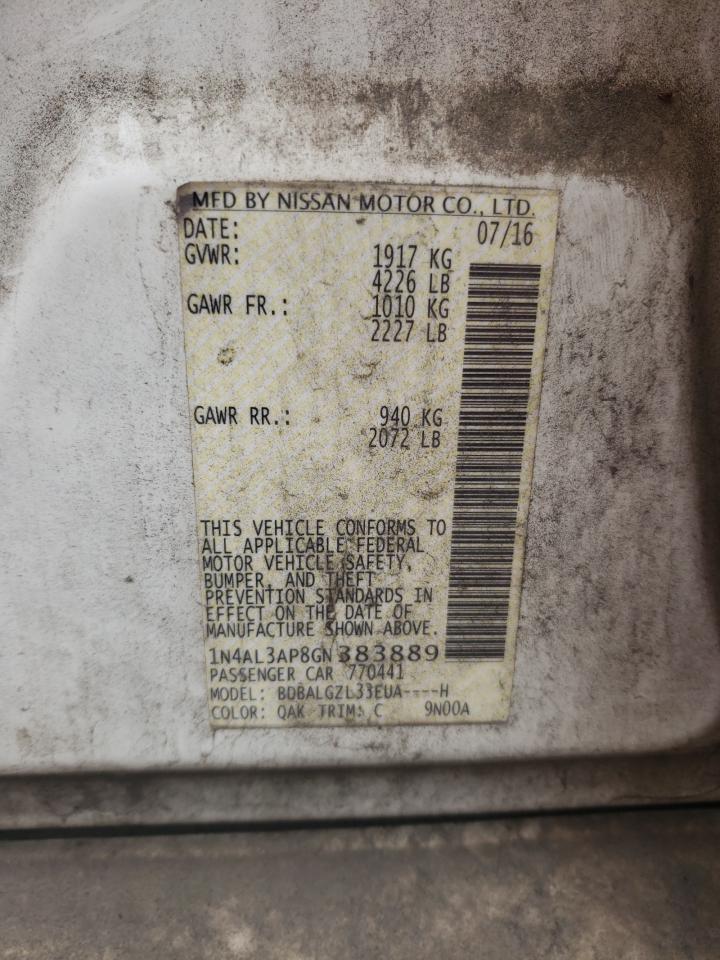 MFD BY NISSAN MOTOR CO., LTD.
DATE: 07/16
GVWR: 1917 KG
4226 LB
GAWR FR.: 1010 KG
2227 LB
GAWR RR.: 940 KG
2072 LB
THIS VEHICLE CONFORMS TO
ALL APPLICABLE FEDERAL
MOTOR VEHICLE SAFETY,
BUMPER, AND THEFT
PREVENTION STANDARDS IN
EFFECT ON THE DATE OF
MANUFACTURE SHOWN ABOVE.
1N4AL3AP8GN383889
PASSENGER CAR 770441
MODEL: BDBALGZL33EUA----H
COLOR: QAK TRIM: C 9N00A